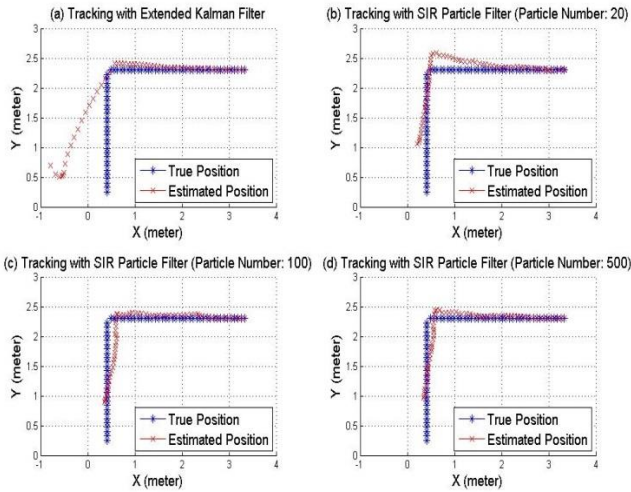 (a) Tracking with Extended Kalman Filter
3
2.5
2
1.5
1
0.5
0
Y (meter)
-1 0 1 2 3 4
X (meter)
True Position
Estimated Position
(b) Tracking with SIR Particle Filter (Particle Number: 20)
3
2.5
2
1.5
1
0.5
0
Y (meter)
-1 0 1 2 3 4
X (meter)
True Position
Estimated Position
(c) Tracking with SIR Particle Filter (Particle Number: 100)
3
2.5
2
1.5
1
0.5
0
Y (meter)
-1 0 1 2 3 4
X (meter)
True Position
Estimated Position
(d) Tracking with SIR Particle Filter (Particle Number: 500)
3
2.5
2
1.5
1
0.5
0
Y (meter)
-1 0 1 2 3 4
X (meter)
True Position
Estimated Position